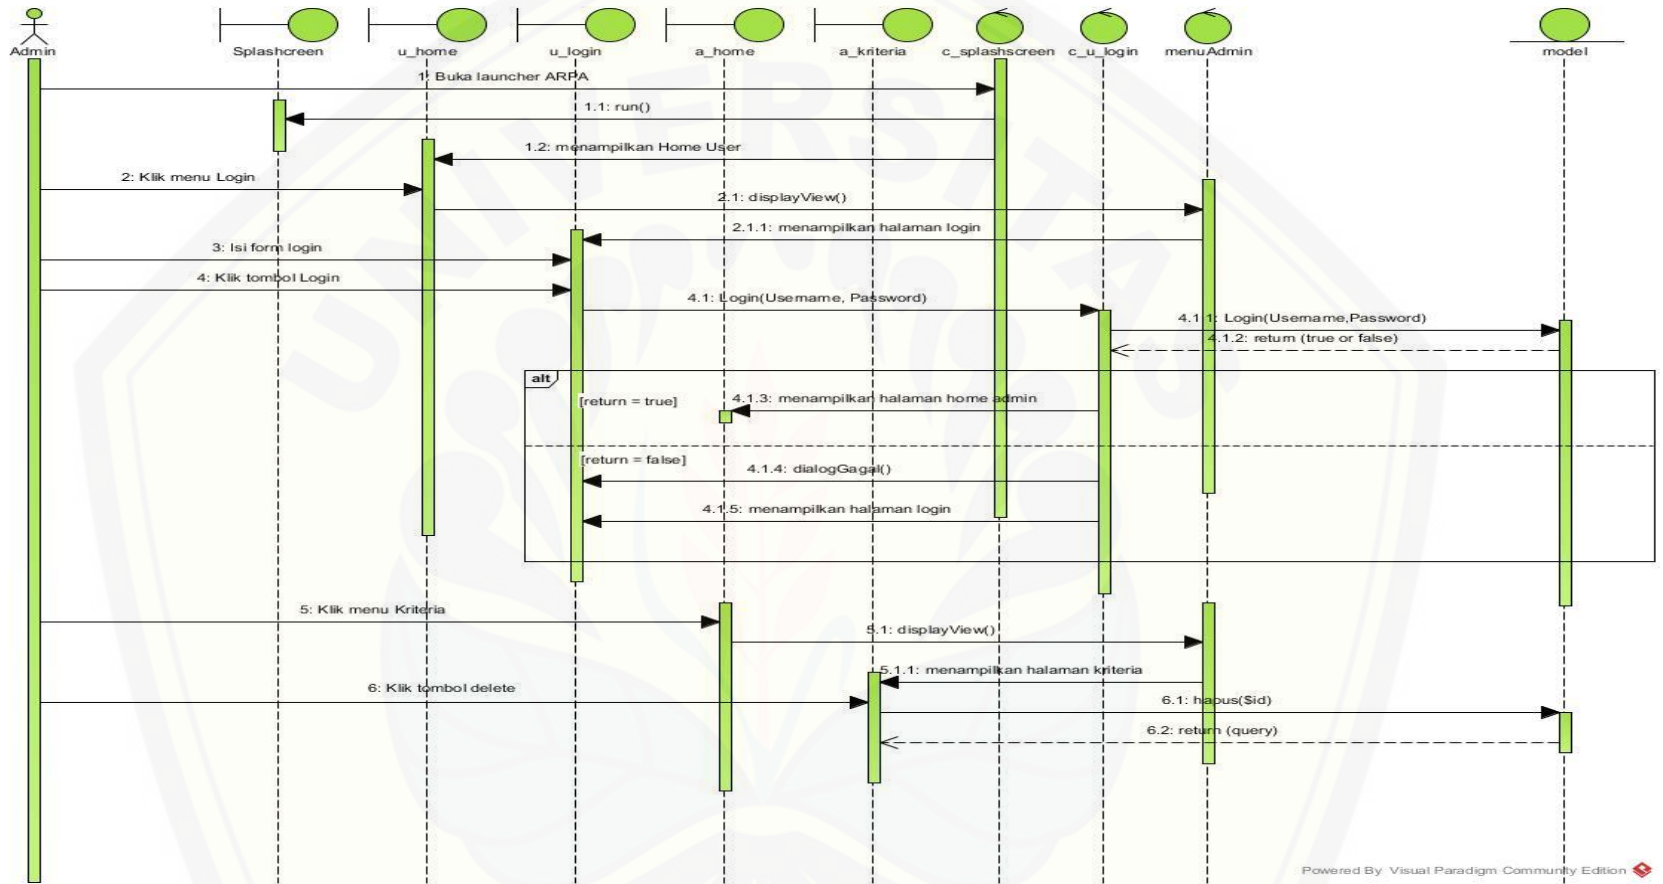 Admin
Splashcreen
u_home
u_login
a_home
a_kriteria
c_splashscreen
c_u_login
menuAdmin
model
1: Buka launcher ARPA
1.1: run()
1.2: menampilkan Home User
2: Klik menu Login
2.1: displayView()
2.1.1: menampilkan halaman login
3: Isi form login
4: Klik tombol Login
4.1: Login(Username, Password)
4.1.1: Login(Username,Password)
4.1.2: return (true or false)
alt
[return = true]
4.1.3: menampilkan halaman home admin
[return = false]
4.1.4: dialogGagal()
4.1.5: menampilkan halaman login
5: Klik menu Kriteria
5.1: displayView()
5.1.1: menampilkan halaman kriteria
6: Klik tombol delete
6.1: hapus($id)
6.2: return (query)
UNIVERSITAS
Powered By Visual Paradigm Community Edition